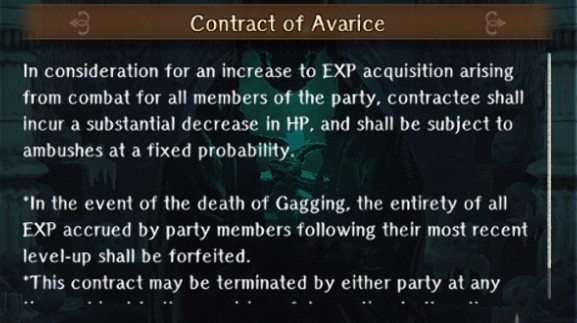 Contract of Avarice
In consideration for an increase to EXP acquisition arising
from combat for all members of the party, contractee shall
incur a substantial decrease in HP, and shall be subject to
ambushes at a fixed probability.
*In the event of the death of Gagging, the entirety of all
EXP accrued by party members following their most recent
level-up shall be forfeited.
*This contract may be terminated by either party at any